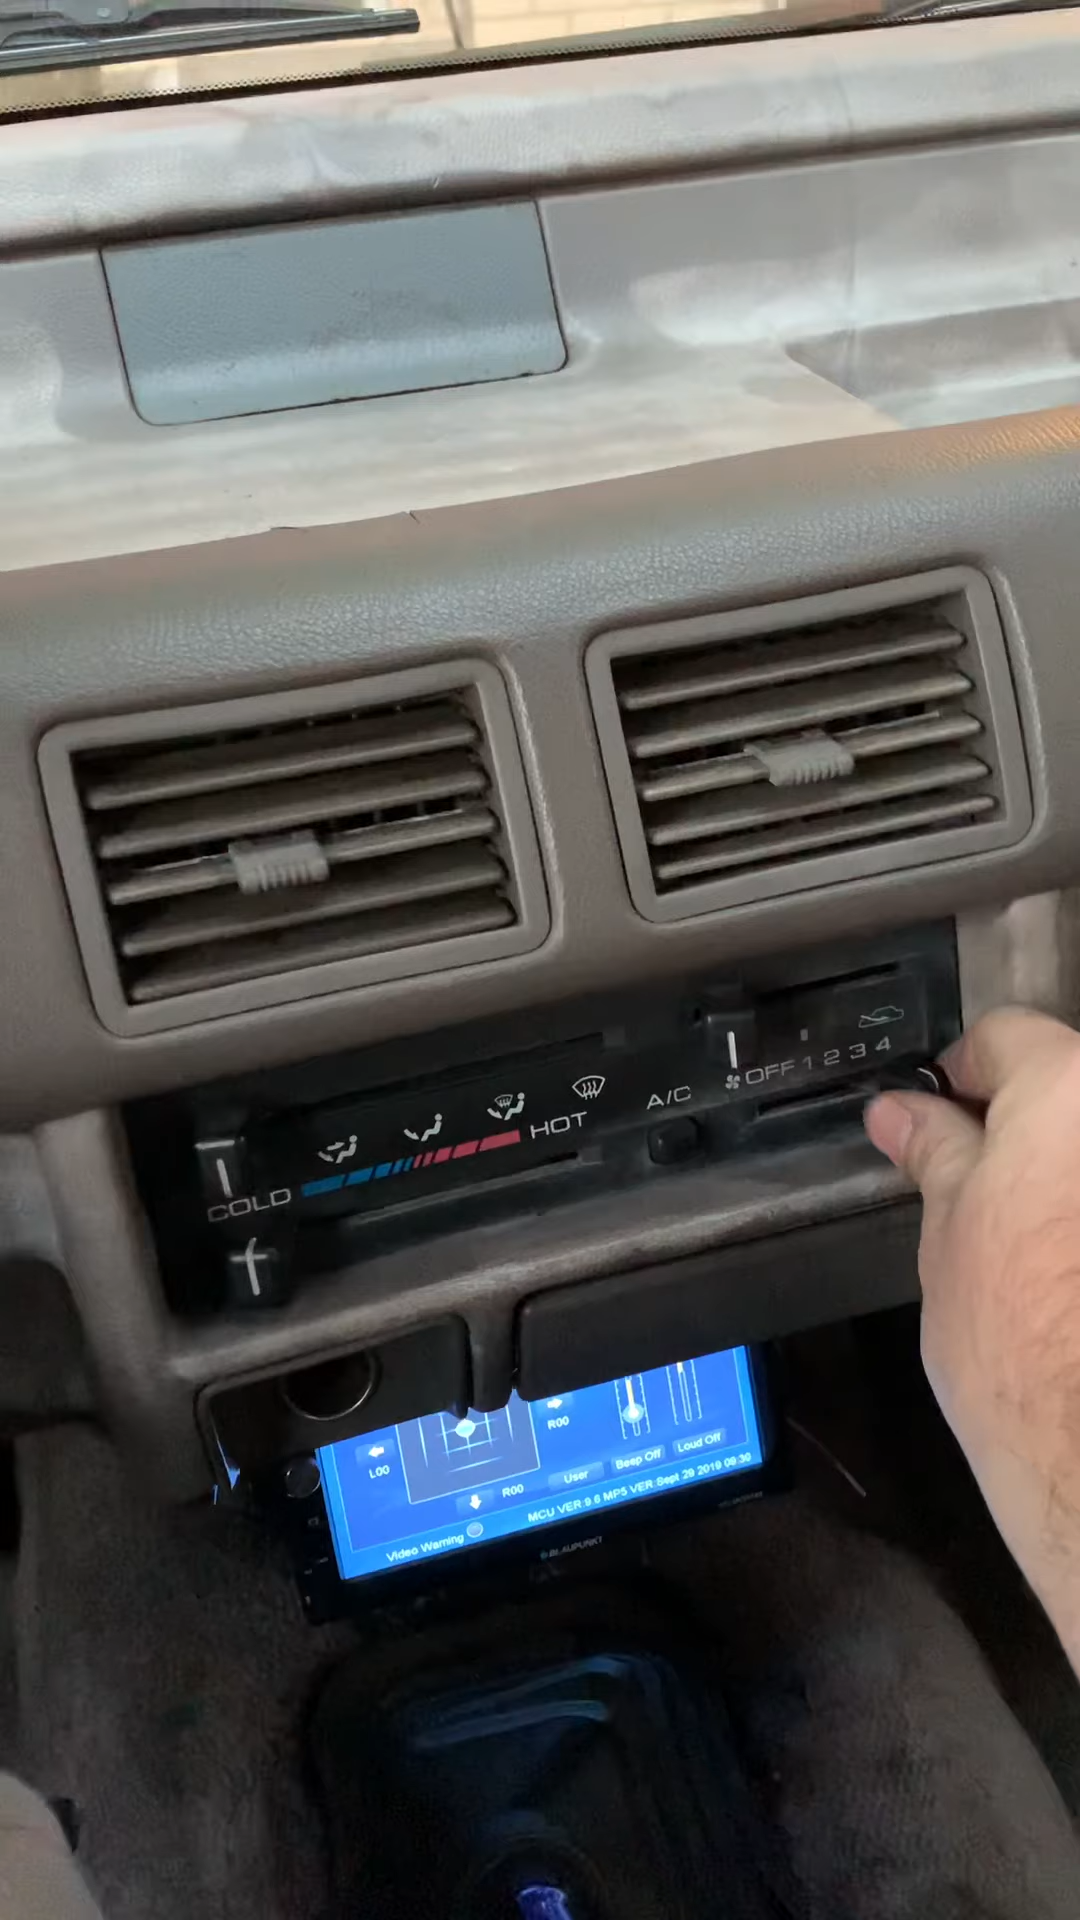 OFF 1 2 3 4
A/C
HOT
COLD
L00
R00
R00
User
Beep Off
Loud Off
MCU VER:9.6 MP5 VER:Sept 29 2019 09:30
Video Warning
BLAUPUNKT